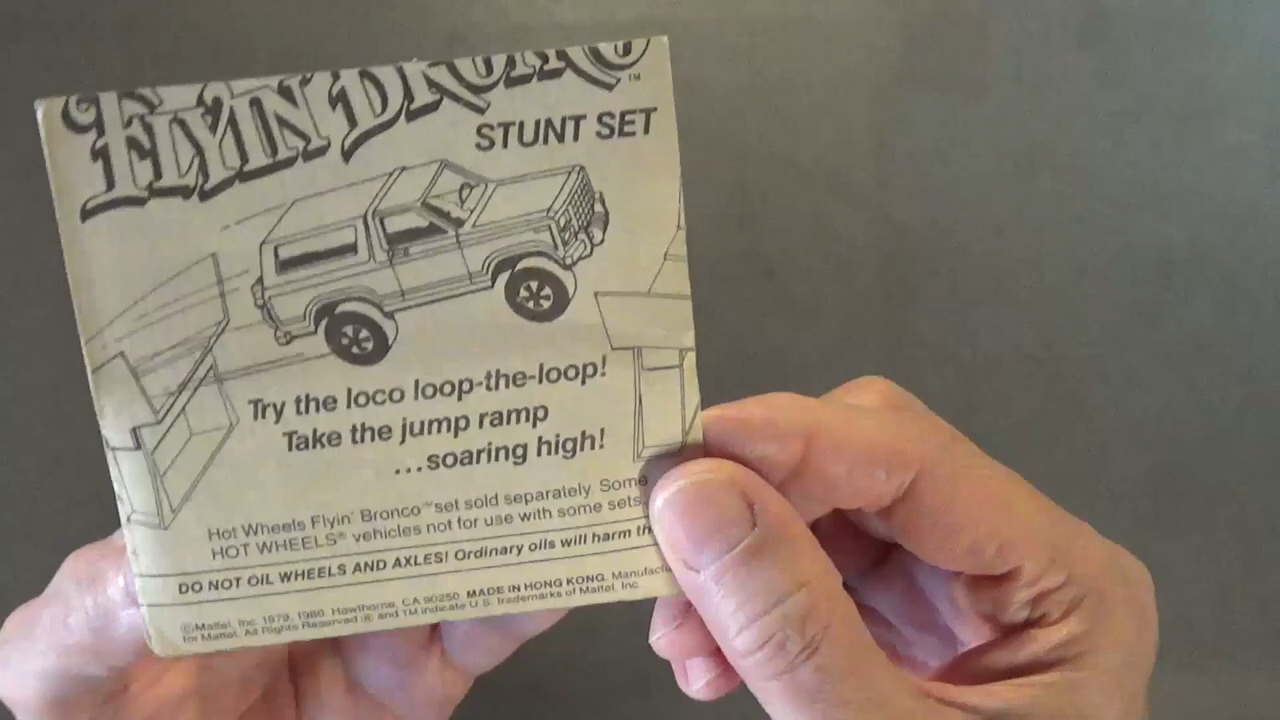 FLYIN' BRONCO™
STUNT SET
Try the loco loop-the-loop!
Take the jump ramp
...soaring high!
Hot Wheels Flyin' Bronco™ set sold separately. Some
HOT WHEELS® vehicles not for use with some sets.
DO NOT OIL WHEELS AND AXLES! Ordinary oils will harm th
©Mattel, Inc. 1979, 1980. Hawthorne, CA 90250. MADE IN HONG KONG. Manufactu
for Mattel. All Rights Reserved ® and TM indicate U.S. trademarks of Mattel, Inc.